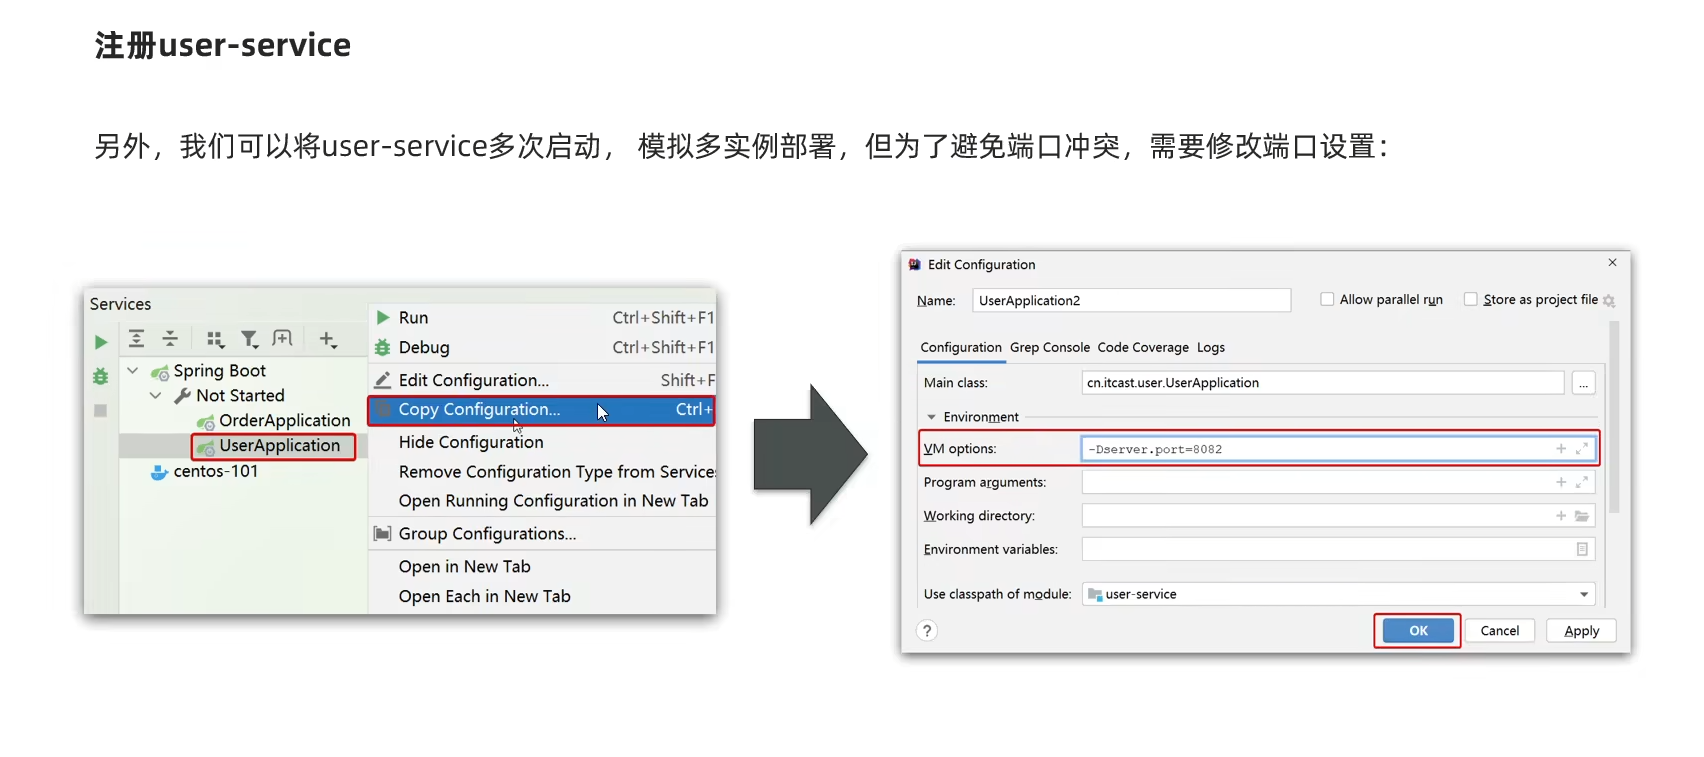 注册user-service
另外，我们可以将user-service多次启动， 模拟多实例部署，但为了避免端口冲突，需要修改端口设置：
Services
Spring Boot
Not Started
OrderApplication
UserApplication
centos-101
Run Ctrl+Shift+F1
Debug Ctrl+Shift+F1
Edit Configuration... Shift+F
Copy Configuration... Ctrl+
Hide Configuration
Remove Configuration Type from Services
Open Running Configuration in New Tab
Group Configurations...
Open in New Tab
Open Each in New Tab
Edit Configuration
Name: UserApplication2 Allow parallel run Store as project file
Configuration Grep Console Code Coverage Logs
Main class: cn.itcast.user.UserApplication ...
Environment
VM options: -Dserver.port=8082
Program arguments:
Working directory:
Environment variables:
Use classpath of module: user-service
? OK Cancel Apply